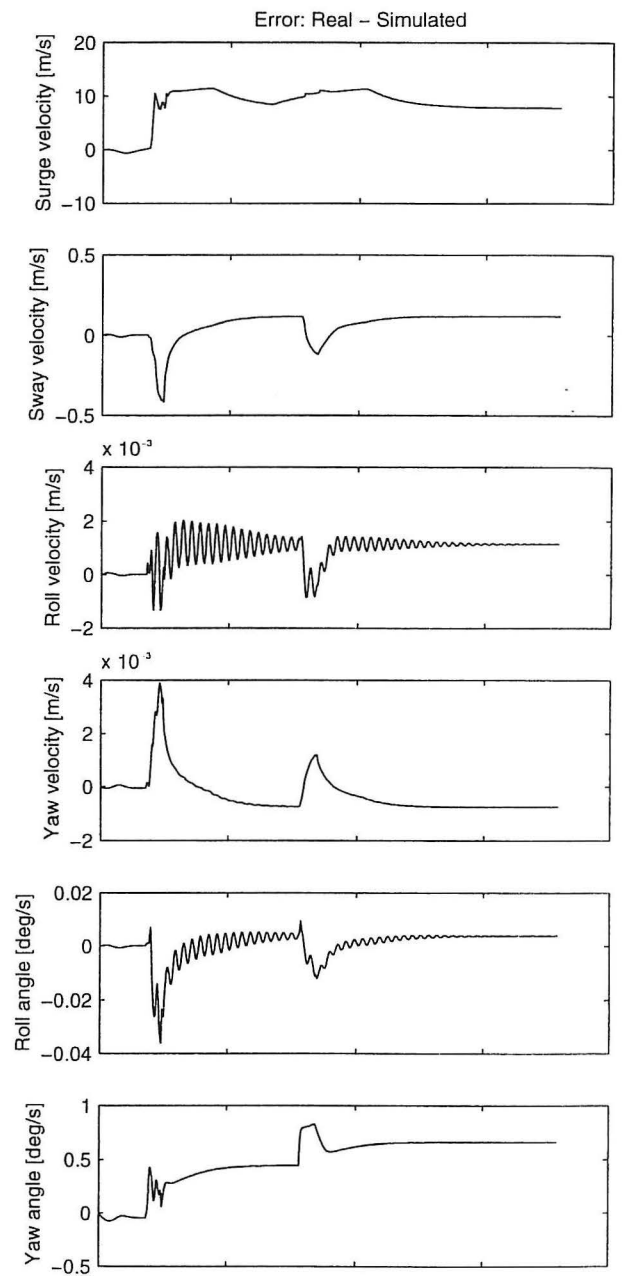 Error: Real – Simulated
Surge velocity [m/s]
20
10
0
−10
Sway velocity [m/s]
0.5
0
−0.5
x 10⁻³
Roll velocity [m/s]
4
2
0
−2
x 10⁻³
Yaw velocity [m/s]
4
2
0
−2
Roll angle [deg/s]
0.02
0
−0.02
−0.04
Yaw angle [deg/s]
1
0.5
0
−0.5